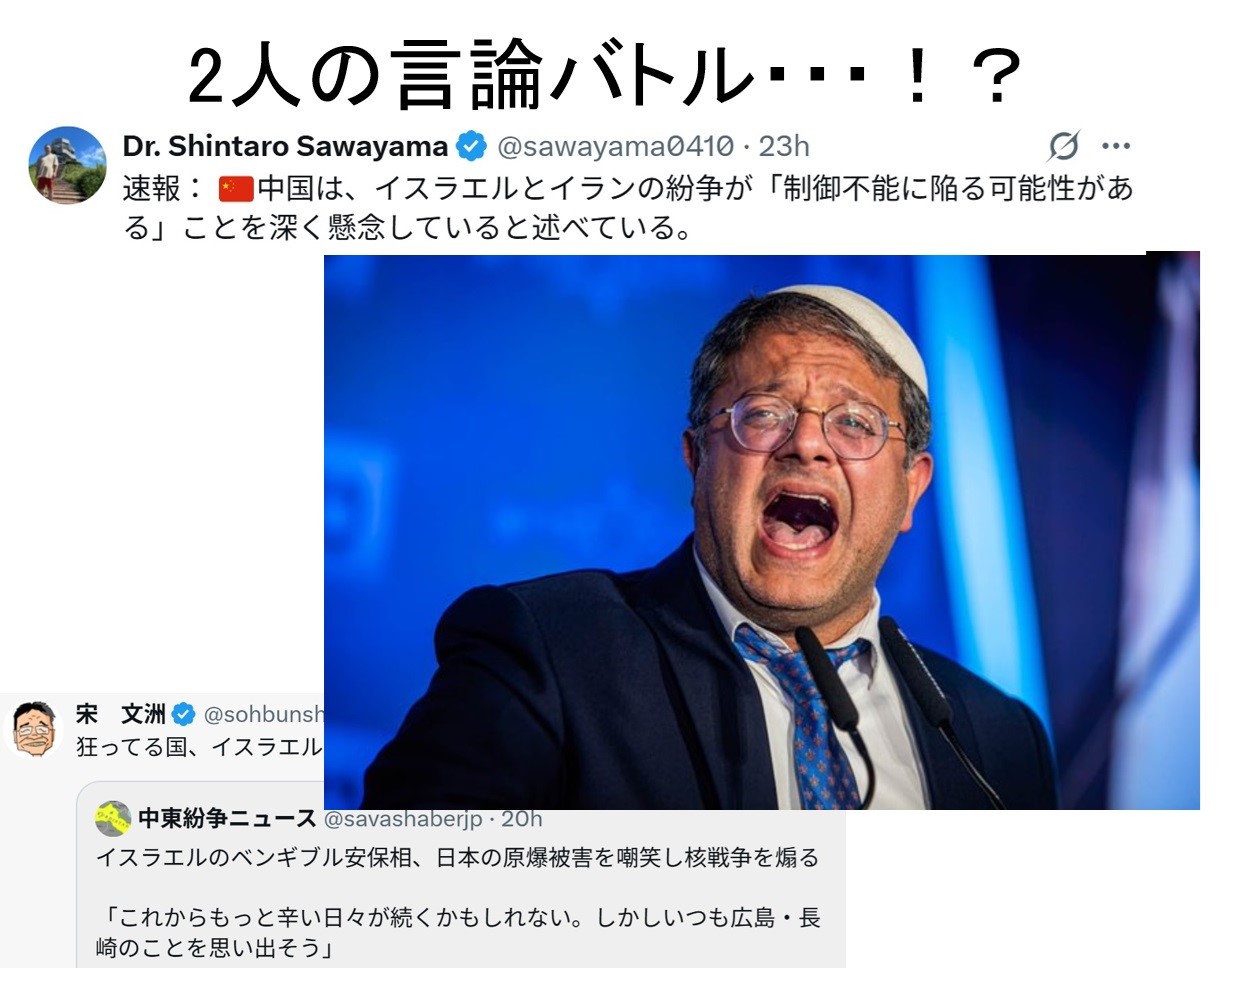 2人の言論バトル・・・！？
Dr. Shintaro Sawayama @sawayama0410 · 23h
速報： 🇨🇳中国は、イスラエルとイランの紛争が「制御不能に陥る可能性があ
る」ことを深く懸念していると述べている。
宋　文洲 @sohbunsh
狂ってる国、イスラエル
中東紛争ニュース @savashaberjp · 20h
イスラエルのベンギブル安保相、日本の原爆被害を嘲笑し核戦争を煽る
「これからもっと辛い日々が続くかもしれない。しかしいつも広島・長
崎のことを思い出そう」